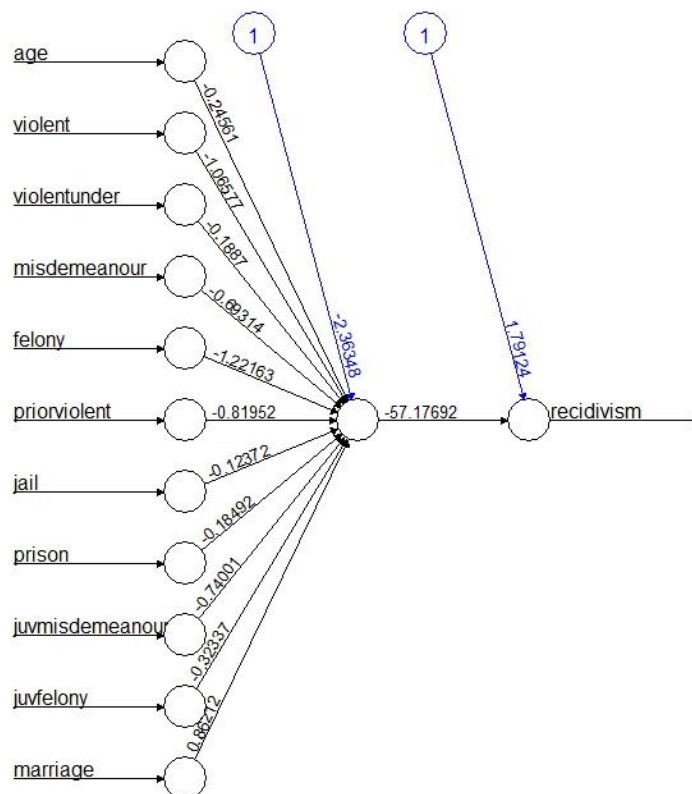 1
1
age
-0.24561
violent
-1.06577
violentunder
-0.1887
misdemeanour
-0.69314
felony
-1.22163
-2.36348
1.79124
priorviolent
-0.81952
-57.17692
recidivism
jail
-0.12372
prison
-0.18492
juvmisdemeanour
-0.74001
juvfelony
-0.32337
marriage
0.86212